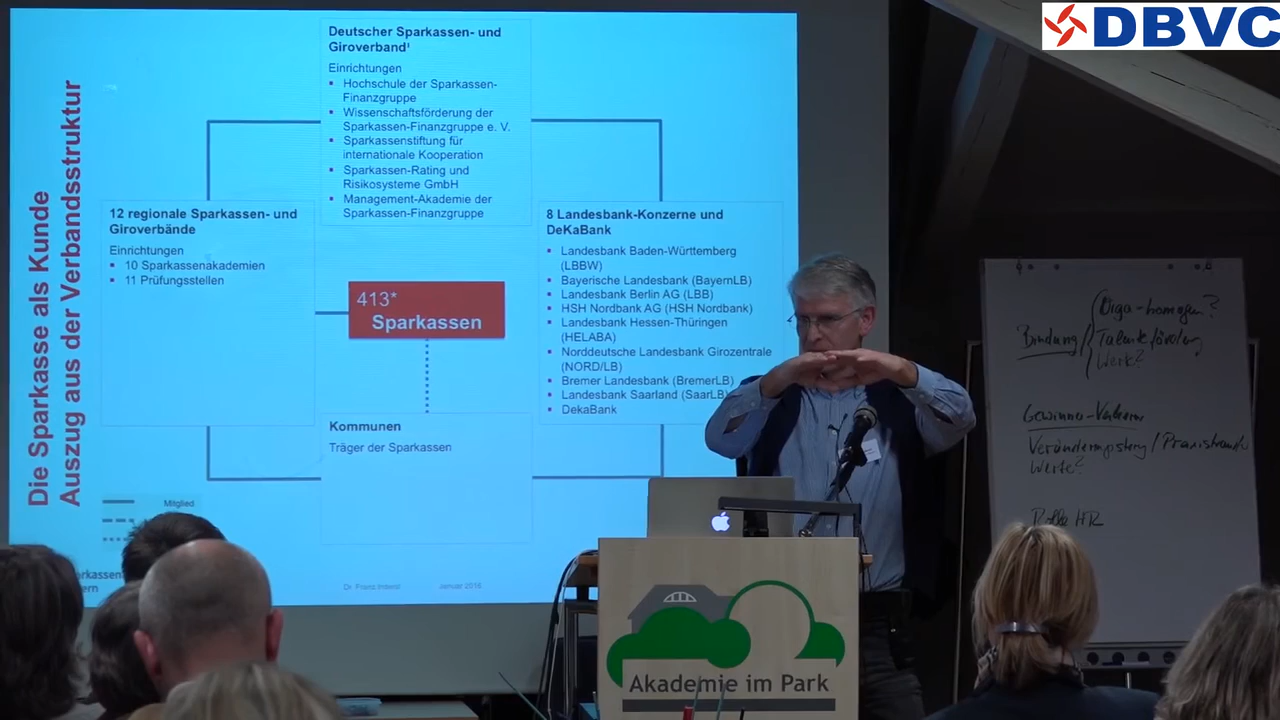 DBVC
Die Sparkasse als Kunde
Auszug aus der Verbandsstruktur
Deutscher Sparkassen- und
Giroverband¹
Einrichtungen
▪ Hochschule der Sparkassen-
Finanzgruppe
▪ Wissenschaftsförderung der
Sparkassen-Finanzgruppe e. V.
▪ Sparkassenstiftung für
internationale Kooperation
▪ Sparkassen-Rating und
Risikosysteme GmbH
▪ Management-Akademie der
Sparkassen-Finanzgruppe
12 regionale Sparkassen- und
Giroverbände
Einrichtungen
▪ 10 Sparkassenakademien
▪ 11 Prüfungsstellen
413*
Sparkassen
8 Landesbank-Konzerne und
DeKaBank
▪ Landesbank Baden-Württemberg
(LBBW)
▪ Bayerische Landesbank (BayernLB)
▪ Landesbank Berlin AG (LBB)
▪ HSH Nordbank AG (HSH Nordbank)
▪ Landesbank Hessen-Thüringen
(HELABA)
▪ Norddeutsche Landesbank Girozentrale
(NORD/LB)
▪ Bremer Landesbank (BremerLB)
▪ Landesbank Saarland (SaarLB)
▪ DekaBank
Kommunen
Träger der Sparkassen
Mitglied
Dr. Franz
Januar 2016
Bindung
Werte?
Werte?
Rolle HR
Akademie im Park